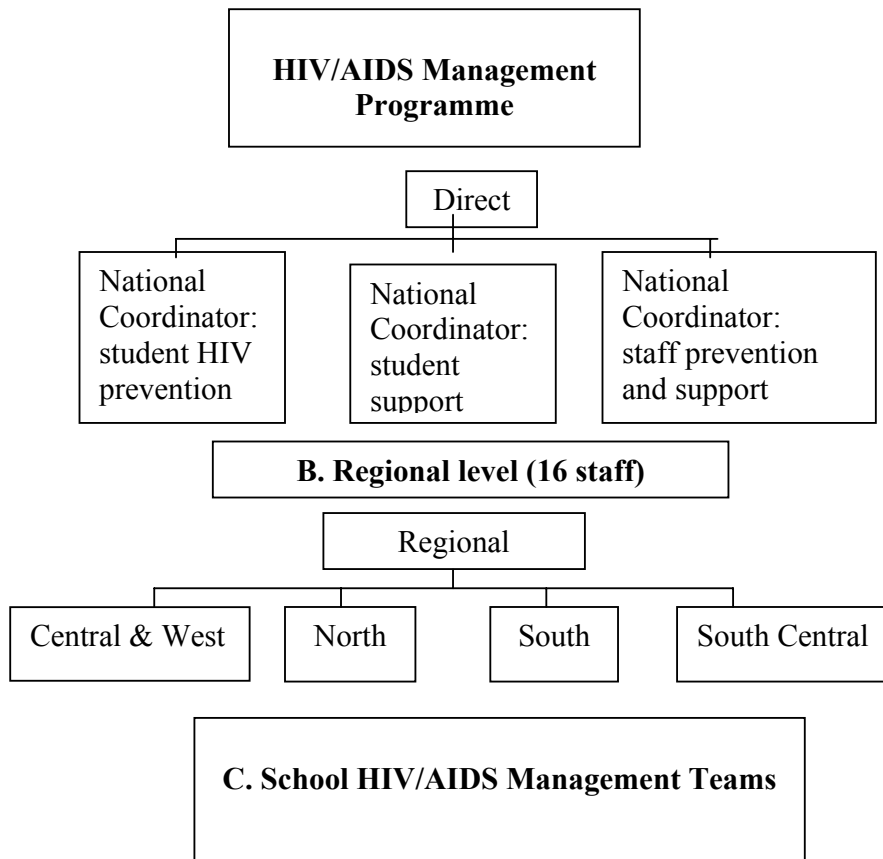 HIV/AIDS Management
Programme
Direct
National
Coordinator:
student HIV
prevention
National
Coordinator:
student
support
National
Coordinator:
staff prevention
and support
B. Regional level (16 staff)
Regional
Central & West
North
South
South Central
C. School HIV/AIDS Management Teams